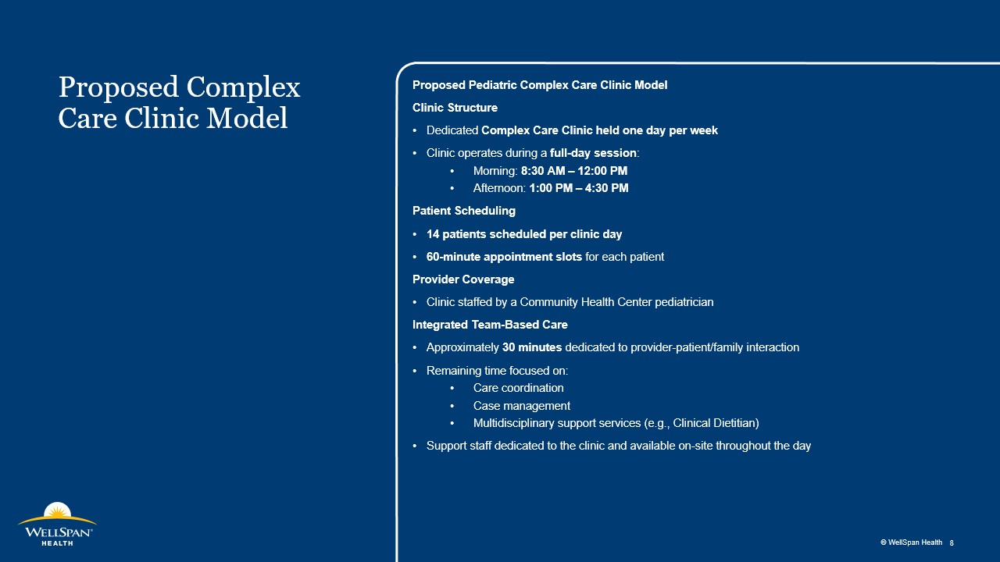 Proposed Complex
Care Clinic Model
Proposed Pediatric Complex Care Clinic Model
Clinic Structure
• Dedicated Complex Care Clinic held one day per week
• Clinic operates during a full-day session:
• Morning: 8:30 AM – 12:00 PM
• Afternoon: 1:00 PM – 4:30 PM
Patient Scheduling
• 14 patients scheduled per clinic day
• 60-minute appointment slots for each patient
Provider Coverage
• Clinic staffed by a Community Health Center pediatrician
Integrated Team-Based Care
• Approximately 30 minutes dedicated to provider-patient/family interaction
• Remaining time focused on:
• Care coordination
• Case management
• Multidisciplinary support services (e.g., Clinical Dietitian)
• Support staff dedicated to the clinic and available on-site throughout the day
WELLSPAN®
HEALTH
© WellSpan Health 8